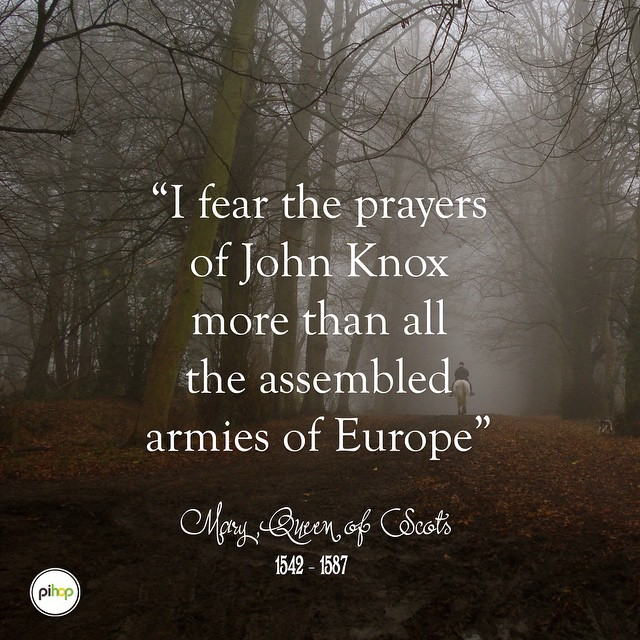 “I fear the prayers
of John Knox
more than all
the assembled
armies of Europe”
Mary, Queen of Scots
1542 - 1587
pihop